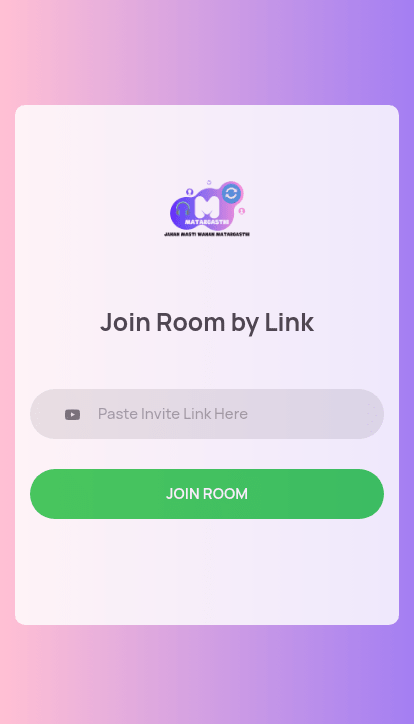 M
MATARGASTHI
JAHAN MASTI WAHAN MATARGASTHI
Join Room by Link
Paste Invite Link Here
JOIN ROOM